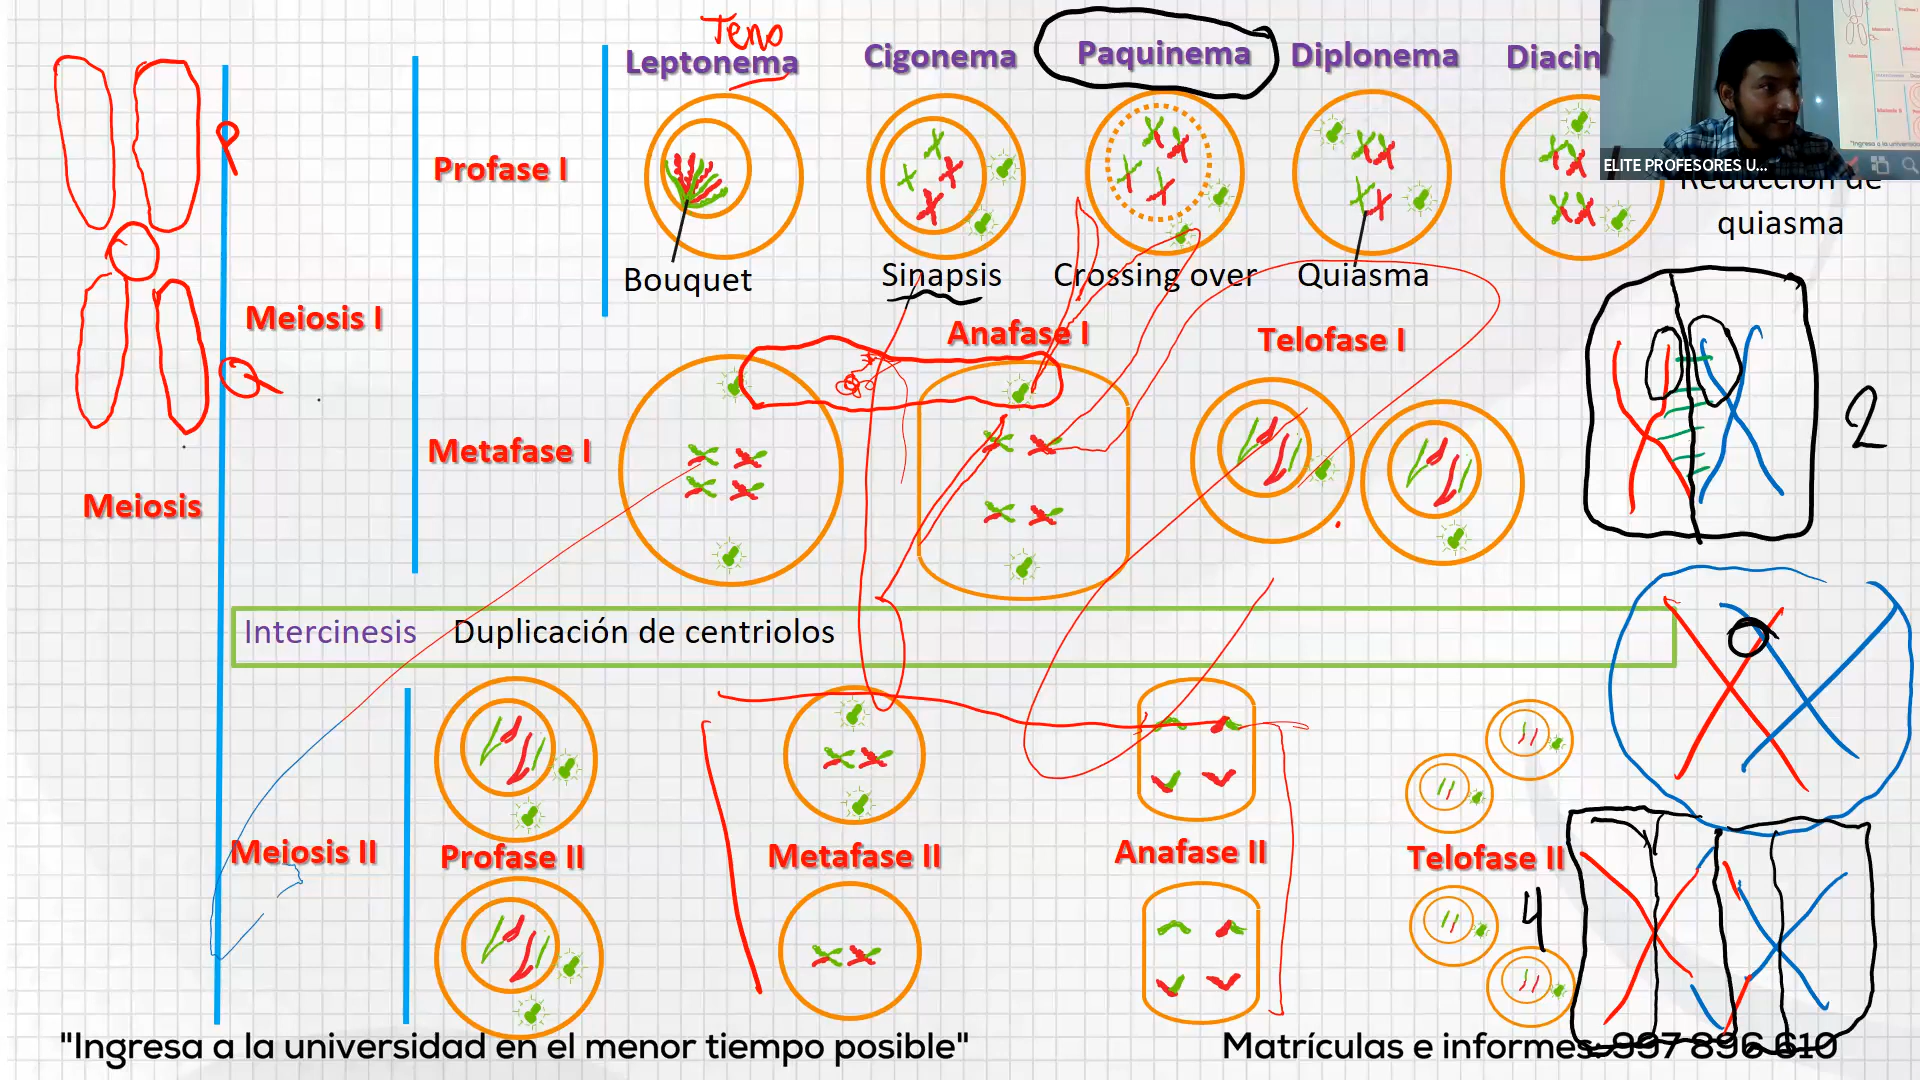 Teno
Leptonema
Cigonema
Paquinema
Diplonema
Diacin
Profase I
ELITE PROFESORES U...
Reducción de
quiasma
Bouquet
Sinapsis
Crossing over
Quiasma
P
Meiosis I
Anafase I
Telofase I
Q
2
Metafase I
Meiosis
Intercinesis
Duplicación de centriolos
Meiosis II
Profase II
Metafase II
Anafase II
Telofase II
4
"Ingresa a la universidad en el menor tiempo posible"
Matrículas e informes: 997 896 610